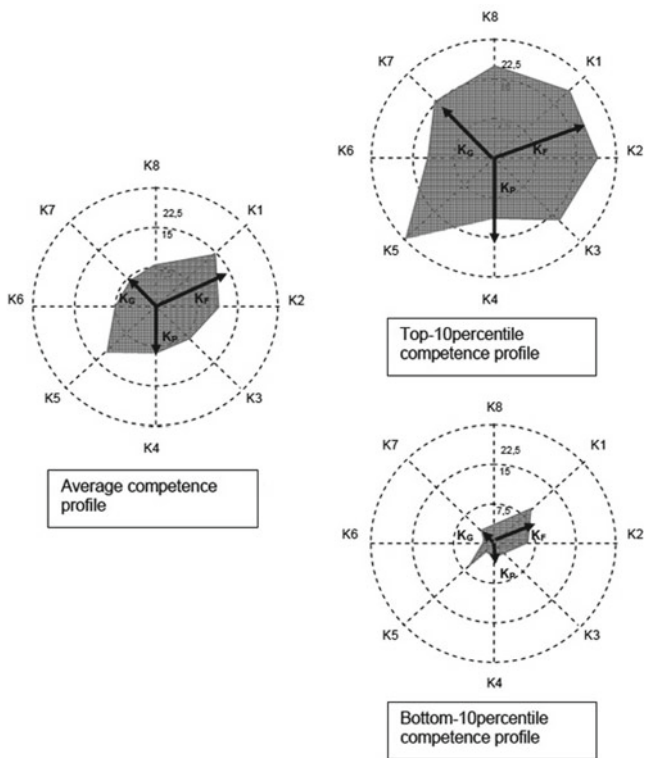 K8
K7
K1
22,5
15
K6
K2
KG
KF
KP
K5
K3
K4
Average competence
profile
K8
K7
K1
22,5
15
K6
K2
KG
KF
KP
K5
K3
K4
Top-10percentile
competence profile
K8
K7
K1
22,5
15
7,5
K6
K2
KG
KF
KP
K5
K3
K4
Bottom-10percentile
competence profile